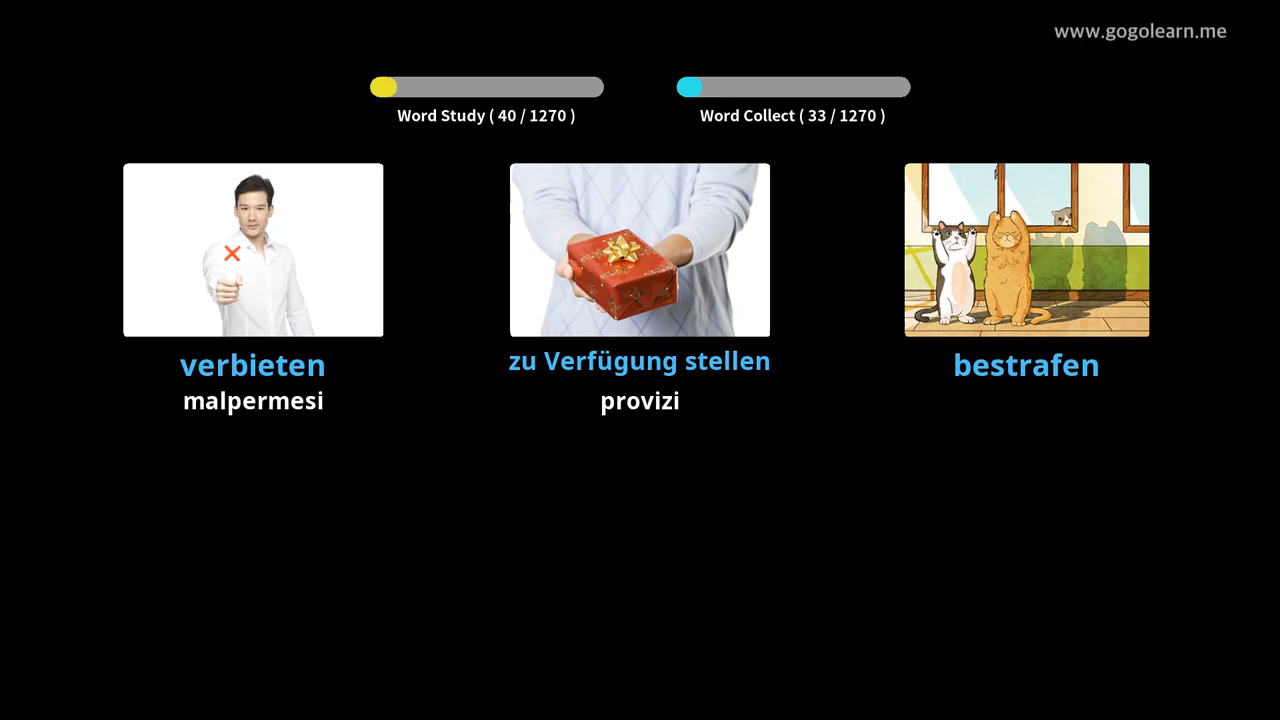 www.gogolearn.me
Word Study ( 40 / 1270 )
Word Collect ( 33 / 1270 )
verbieten
malpermesi
zu Verfügung stellen
provizi
bestrafen